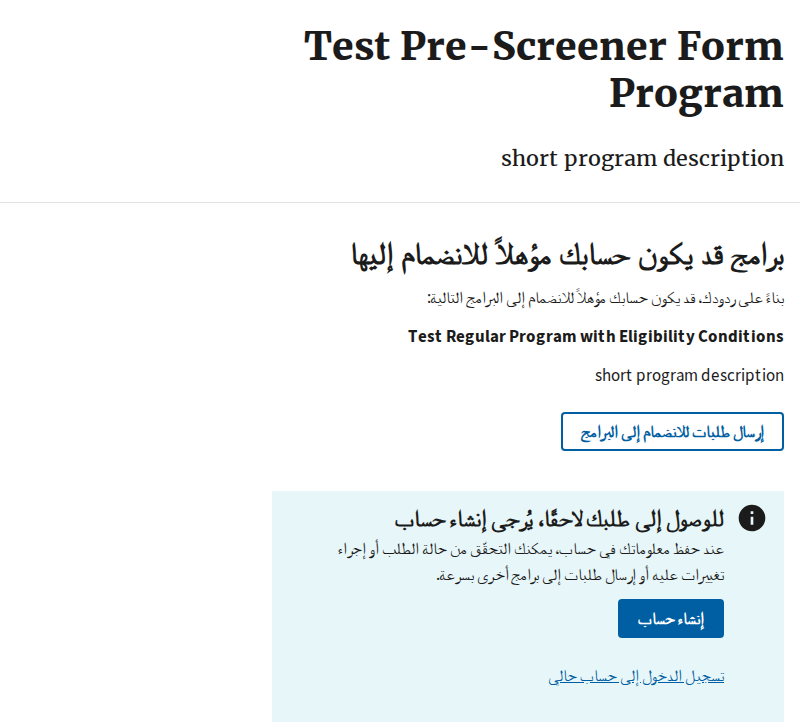 Test Pre-Screener Form
Program
short program description
برامج قد يكون حسابك مؤهلاً للانضمام إليها
بناءً على ردودك، قد يكون حسابك مؤهلاً للانضمام إلى البرامج التالية:
Test Regular Program with Eligibility Conditions
short program description
إرسال طلبات للانضمام إلى البرامج
للوصول إلى طلبك لاحقًا، يُرجى إنشاء حساب
عند حفظ معلوماتك في حساب، يمكنك التحقّق من حالة الطلب أو إجراء
تغييرات عليه أو إرسال طلبات إلى برامج أخرى بسرعة.
إنشاء حساب
تسجيل الدخول إلى حساب حالي